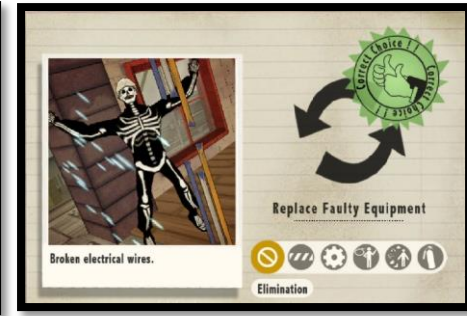 Correct Choice ! !
Correct Choice ! !
Replace Faulty Equipment
Broken electrical wires.
Elimination